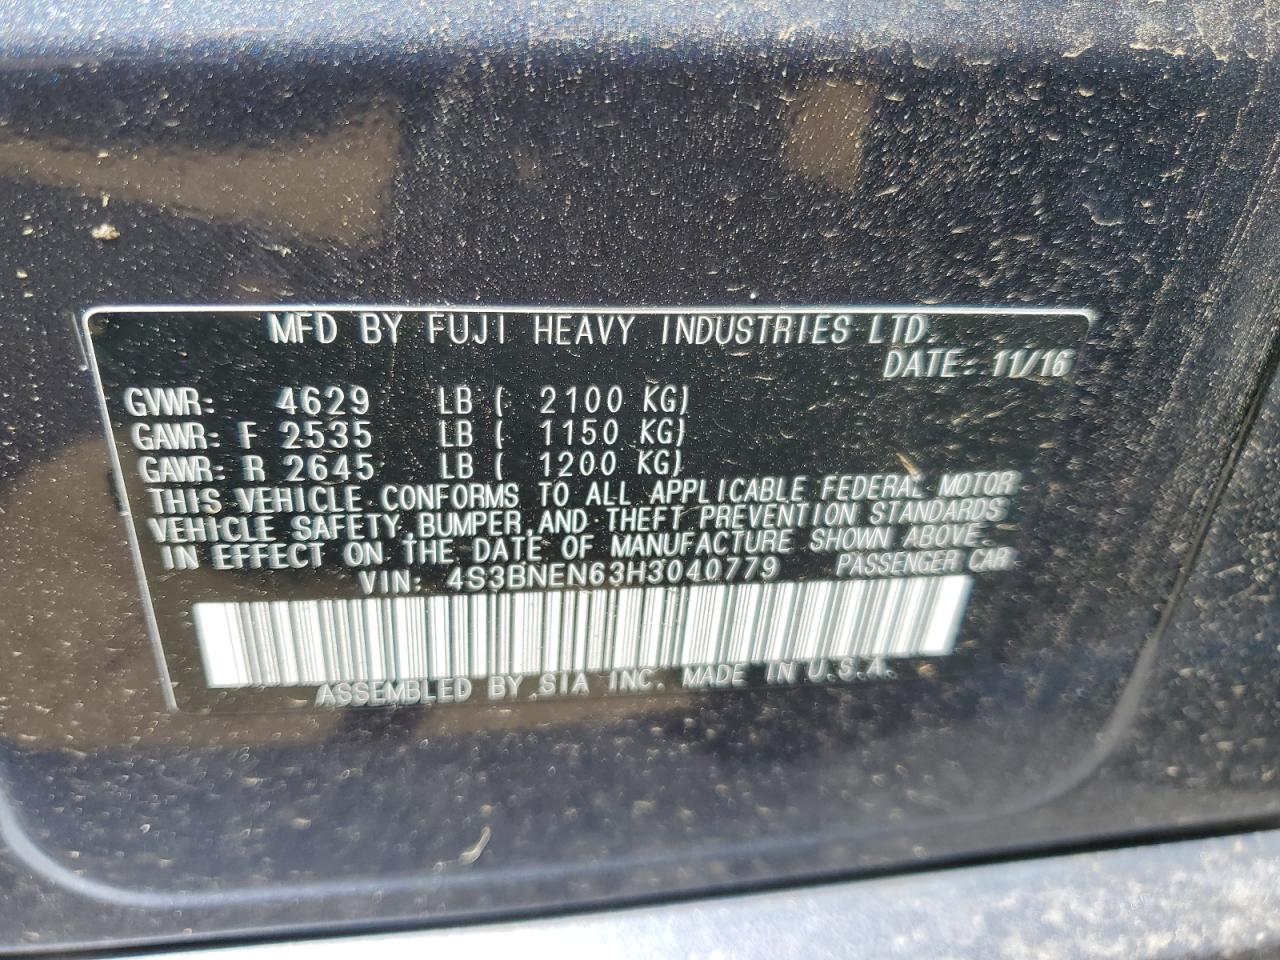 MFD BY FUJI HEAVY INDUSTRIES LTD.
DATE: 11/16
GVWR: 4629 LB ( 2100 KG)
GAWR: F 2535 LB ( 1150 KG)
GAWR: R 2645 LB ( 1200 KG)
THIS VEHICLE CONFORMS TO ALL APPLICABLE FEDERAL MOTOR
VEHICLE SAFETY, BUMPER, AND THEFT PREVENTION STANDARDS
IN EFFECT ON THE DATE OF MANUFACTURE SHOWN ABOVE.
VIN: 4S3BNEN63H3040779 PASSENGER CAR
ASSEMBLED BY SIA INC. MADE IN U.S.A.